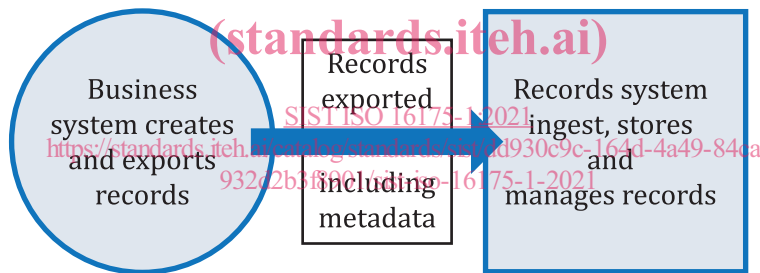 (standards.iteh.ai)
Business
system creates
and exports
records
Records
exported
including
metadata
Records system
ingest, stores
and
manages records
SIST ISO 16175-1:2021
https://standards.iteh.ai/catalog/standards/sist/dd930c9c-164d-4a49-84ca
932d2b3f8901/sist-iso-16175-1-2021